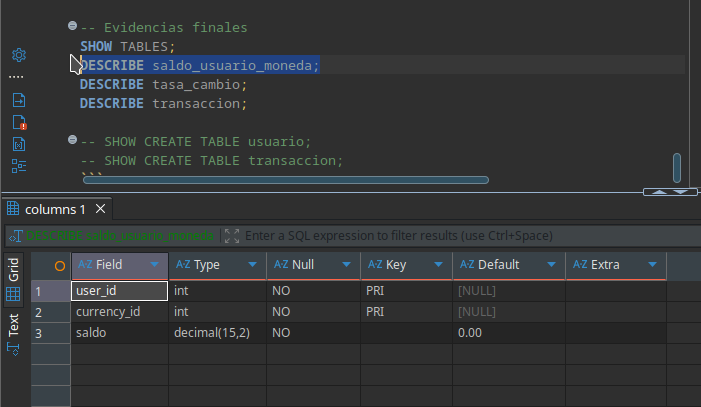 -- Evidencias finales
SHOW TABLES;
DESCRIBE saldo_usuario_moneda;
DESCRIBE tasa_cambio;
DESCRIBE transaccion;
-- SHOW CREATE TABLE usuario;
-- SHOW CREATE TABLE transaccion;
```
columns 1
DESCRIBE saldo_usuario_moneda Enter a SQL expression to filter results (use Ctrl+Space)
Grid
Text
A-Z Field A-Z Type A-Z Null A-Z Key A-Z Default A-Z Extra
1 user_id int NO PRI [NULL]
2 currency_id int NO PRI [NULL]
3 saldo decimal(15,2) NO 0.00